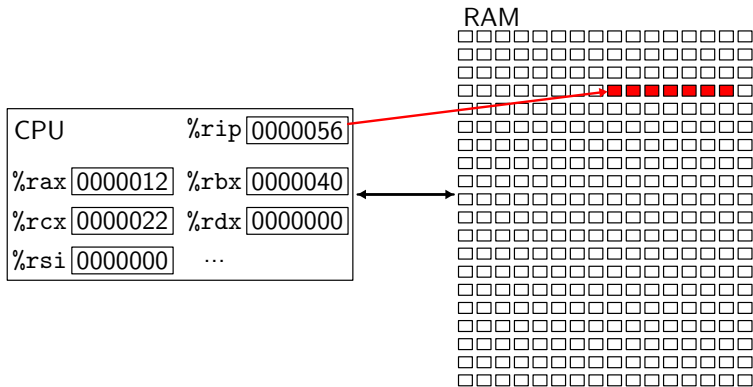 RAM
CPU %rip 0000056
%rax 0000012 %rbx 0000040
%rcx 0000022 %rdx 0000000
%rsi 0000000 ...